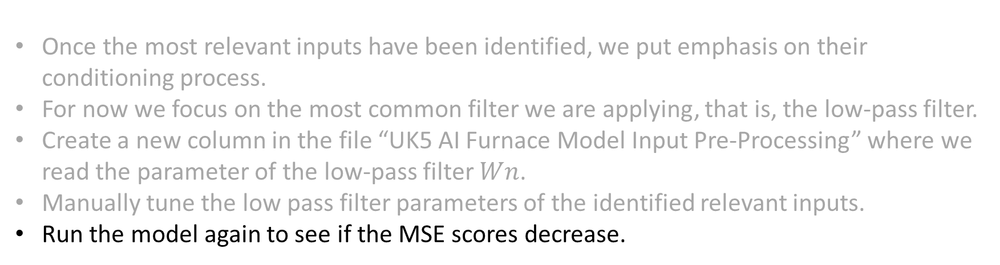 • Once the most relevant inputs have been identified, we put emphasis on their
conditioning process.
• For now we focus on the most common filter we are applying, that is, the low-pass filter.
• Create a new column in the file “UK5 AI Furnace Model Input Pre-Processing” where we
read the parameter of the low-pass filter Wn.
• Manually tune the low pass filter parameters of the identified relevant inputs.
• Run the model again to see if the MSE scores decrease.